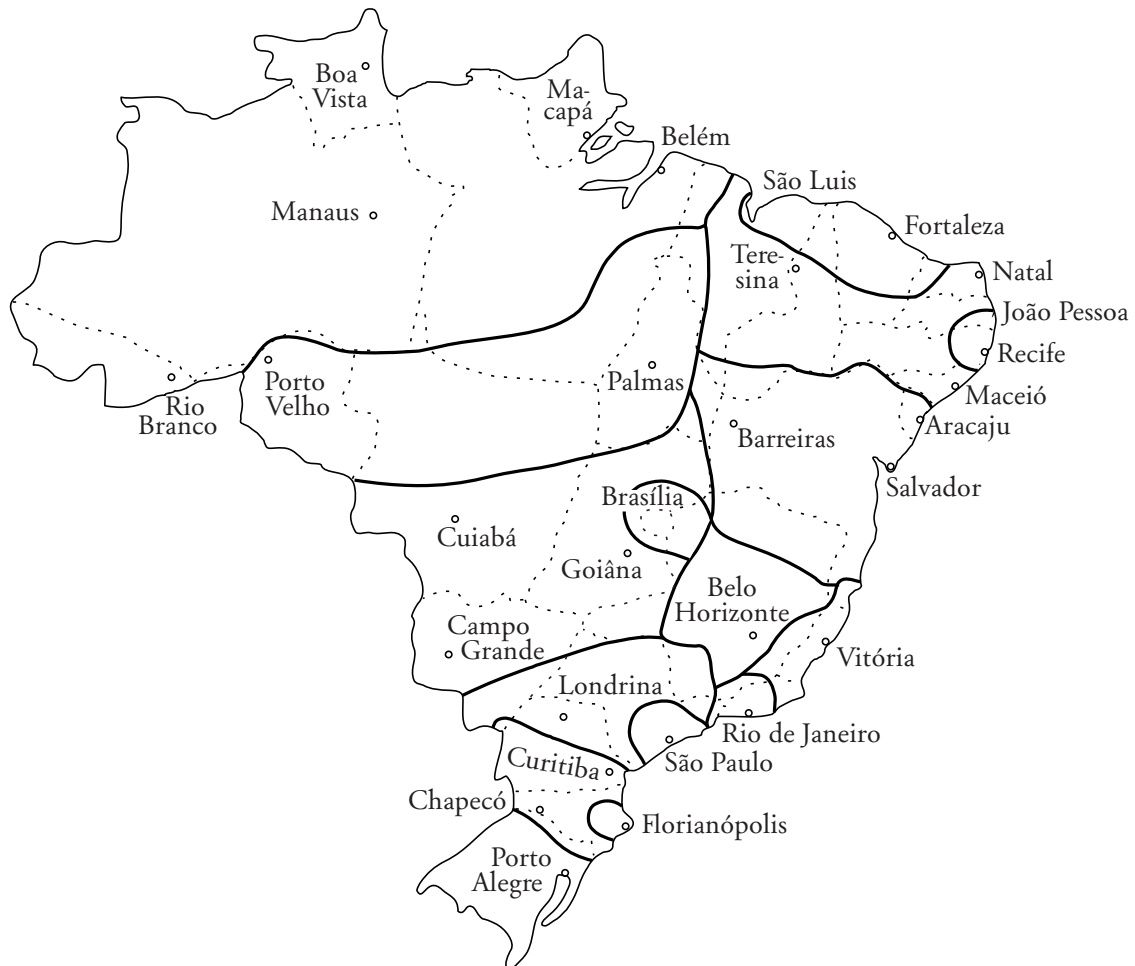 Boa
Vista
Ma-
capá
Belém
Manaus
São Luis
Fortaleza
Tere-
sina
Natal
João Pessoa
Recife
Porto
Velho
Palmas
Rio
Branco
Maceió
Aracaju
Barreiras
Salvador
Brasília
Cuiabá
Goiâna
Belo
Horizonte
Campo
Grande
Vitória
Londrina
Rio de Janeiro
São Paulo
Curitiba
Chapecó
Florianópolis
Porto
Alegre